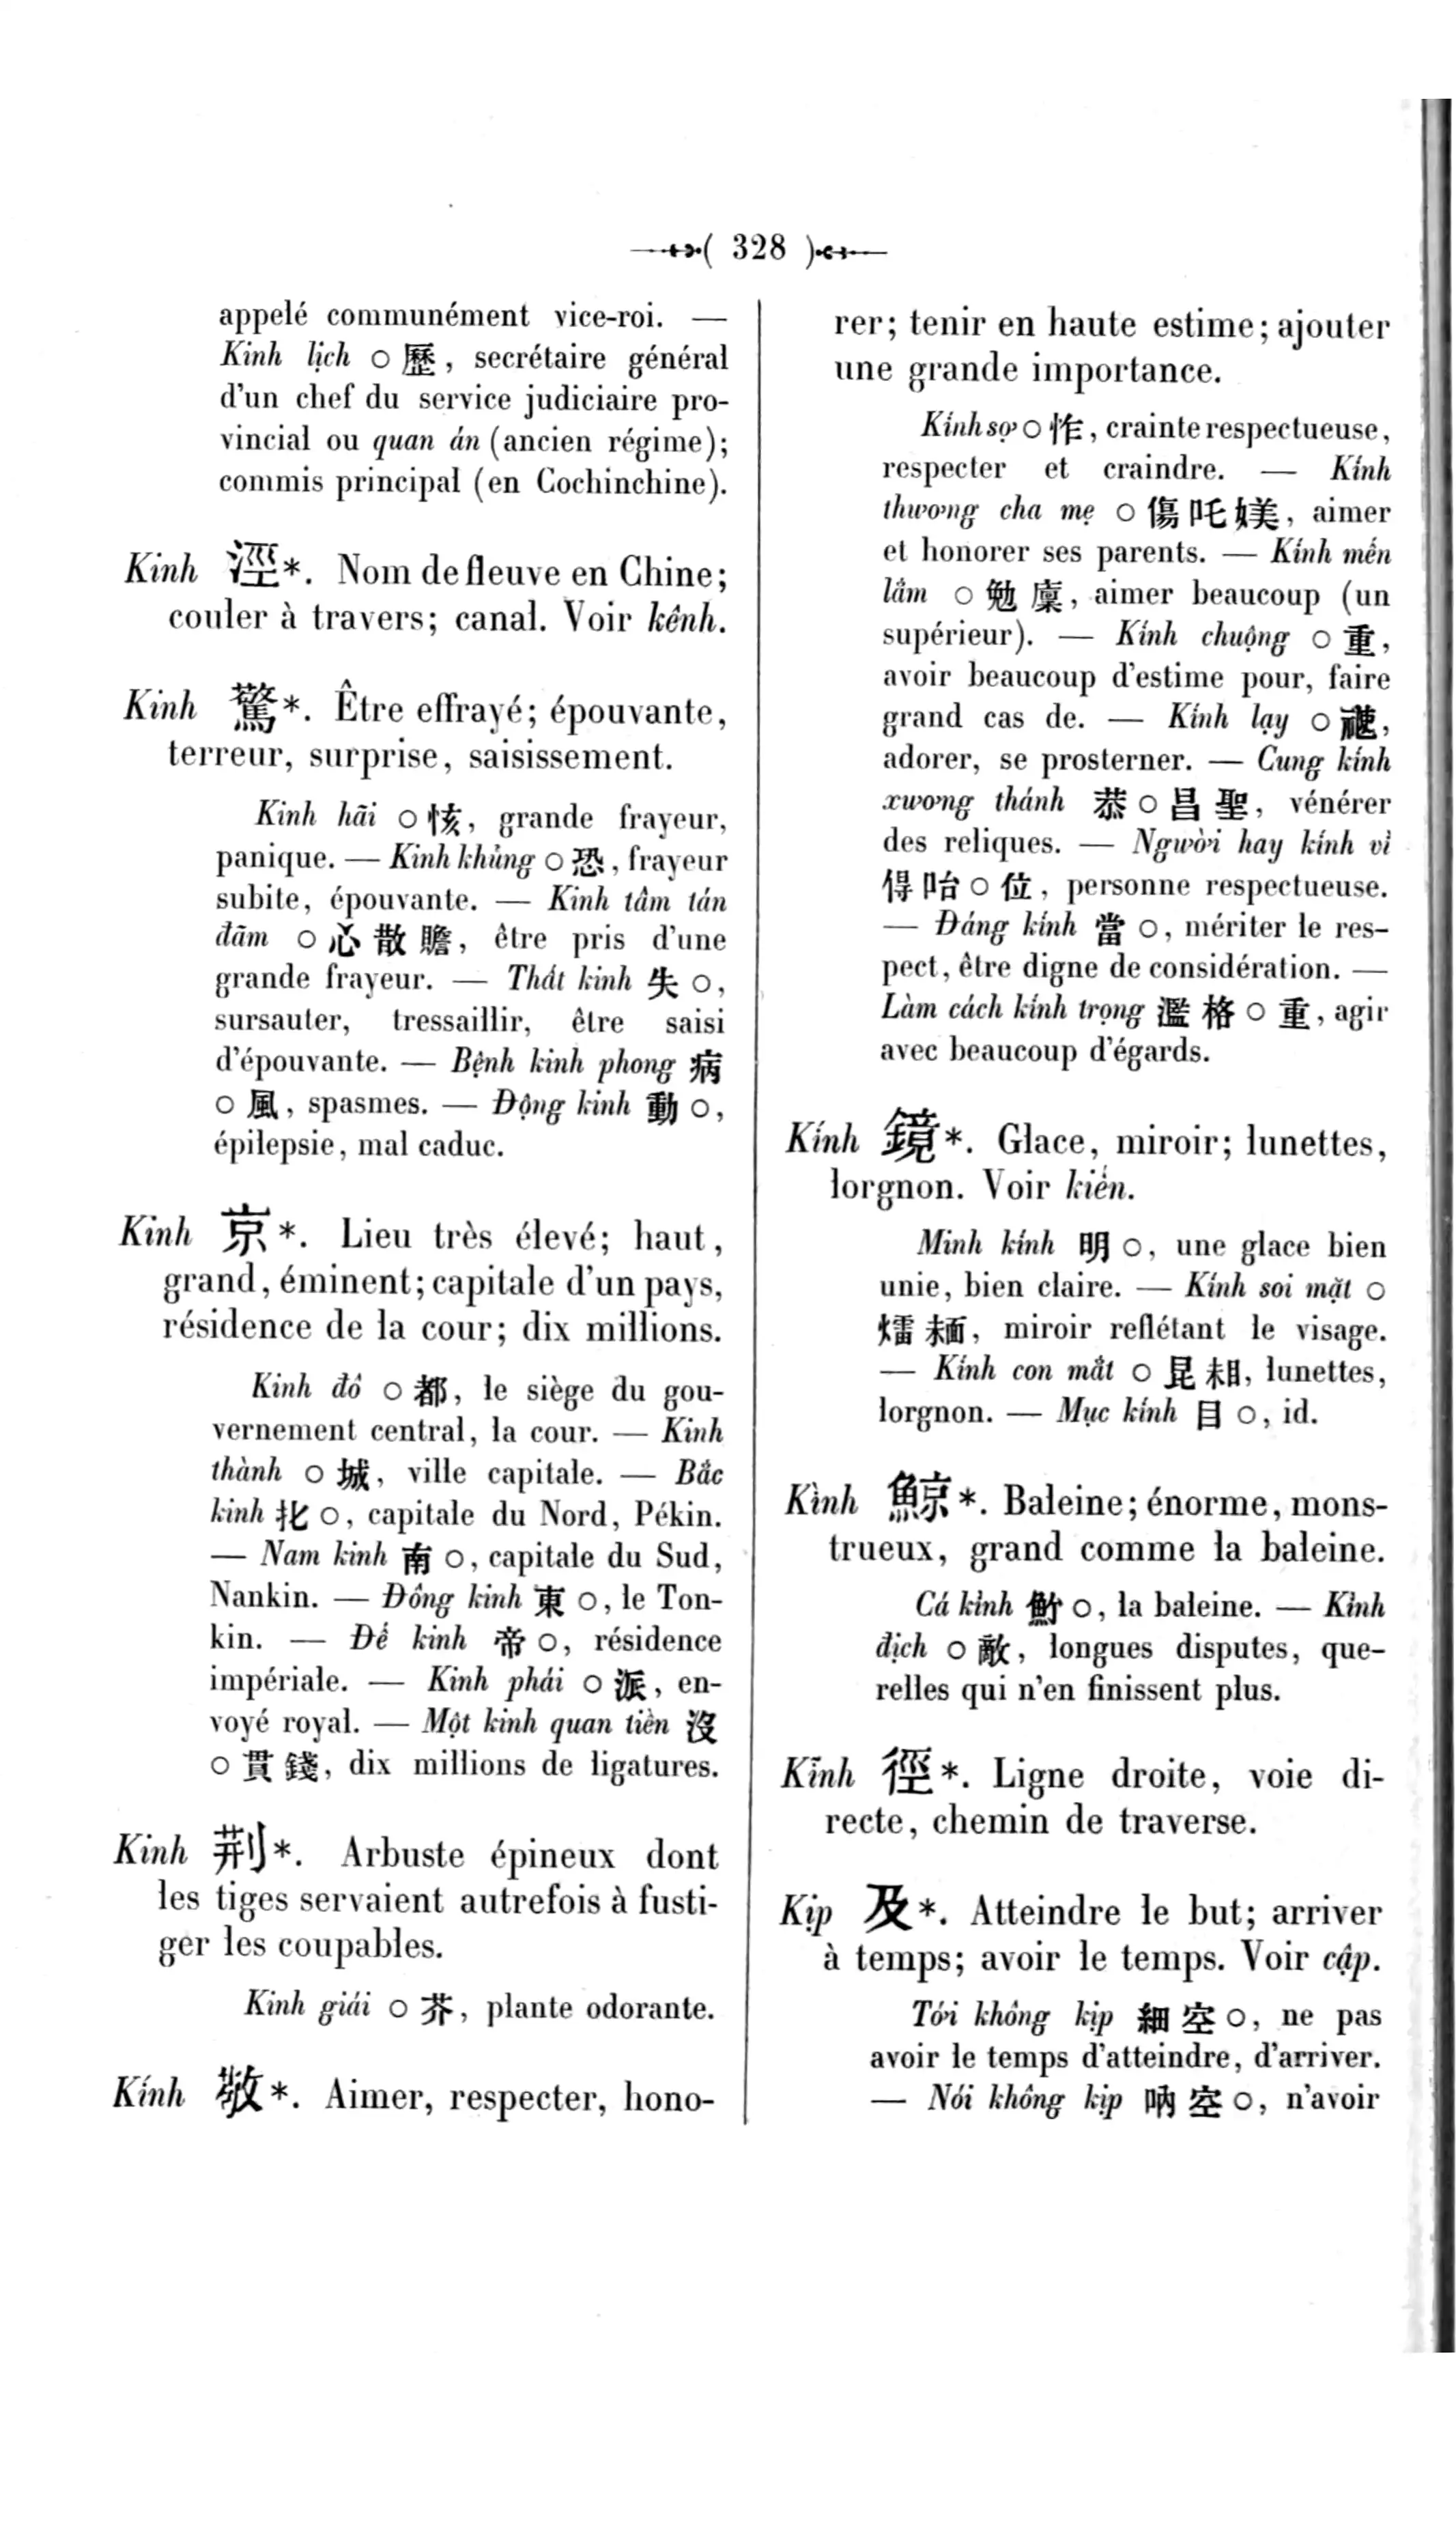 ( 328 )
appelé communément vice-roi. —
Kinh lịch ○ 歷, secrétaire général
d'un chef du service judiciaire pro-
vincial ou quan án (ancien régime);
commis principal (en Cochinchine).
Kinh 涇*. Nom de fleuve en Chine;
couler à travers; canal. Voir kênh.
Kinh 驚*. Être effrayé; épouvante,
terreur, surprise, saisissement.
Kinh hãi ○ 㤥, grande frayeur,
panique. — Kinh khủng ○ 恐, frayeur
subite, épouvante. — Kinh tâm tán
đãm ○ 心 散 贍, être pris d'une
grande frayeur. — Thất kinh 失 ○,
sursauter, tressaillir, être saisi
d'épouvante. — Bệnh kinh phong 病
○ 風, spasmes. — Động kinh 動 ○,
épilepsie, mal caduc.
Kinh 京*. Lieu très élevé; haut,
grand, éminent; capitale d'un pays,
résidence de la cour; dix millions.
Kinh đô ○ 都, le siège du gou-
vernement central, la cour. — Kinh
thành ○ 城, ville capitale. — Bắc
kinh 北 ○, capitale du Nord, Pékin.
— Nam kinh 南 ○, capitale du Sud,
Nankin. — Đông kinh 東 ○, le Ton-
kin. — Đế kinh 帝 ○, résidence
impériale. — Kinh phái ○ 派, en-
voyé royal. — Một kinh quan tiền 沒
○ 貫 錢, dix millions de ligatures.
Kinh 荆*. Arbuste épineux dont
les tiges servaient autrefois à fusti-
ger les coupables.
Kinh giái ○ 芥, plante odorante.
Kính 敬*. Aimer, respecter, hono-
rer; tenir en haute estime; ajouter
une grande importance.
Kính sợ ○ 怍, crainte respectueuse,
respecter et craindre. — Kính
thương cha mẹ ○ 傷 吒 媄, aimer
et honorer ses parents. — Kính mến
lắm ○ 勉 廩, aimer beaucoup (un
supérieur). — Kính chuộng ○ 重,
avoir beaucoup d'estime pour, faire
grand cas de. — Kính lạy ○,
adorer, se prosterner. — Cung kính
xương thánh 恭 ○ 昌 聖, vénérer
des reliques. — Người hay kính vì
㝵 咍 ○ 位, personne respectueuse.
— Đáng kính 當 ○, mériter le res-
pect, être digne de considération. —
Làm cách kính trọng 濫 格 ○ 重, agir
avec beaucoup d'égards.
Kính 鏡*. Glace, miroir; lunettes,
lorgnon. Voir kiến.
Minh kính 明 ○, une glace bien
unie, bien claire. — Kính soi mặt ○
miroir reflétant le visage.
— Kính con mắt ○ 昆 眜, lunettes,
lorgnon. — Mục kính 目 ○, id.
Kình 鯨*. Baleine; énorme, mons-
trueux, grand comme la baleine.
Cá kình ○, la baleine. — Kình
địch ○ 敵, longues disputes, que-
relles qui n'en finissent plus.
Kĩnh 徑*. Ligne droite, voie di-
recte, chemin de traverse.
Kịp 及*. Atteindre le but; arriver
à temps; avoir le temps. Voir cập.
Tới không kịp 細 空 ○, ne pas
avoir le temps d'atteindre, d'arriver.
— Nói không kịp 吶 空 ○, n'avoir